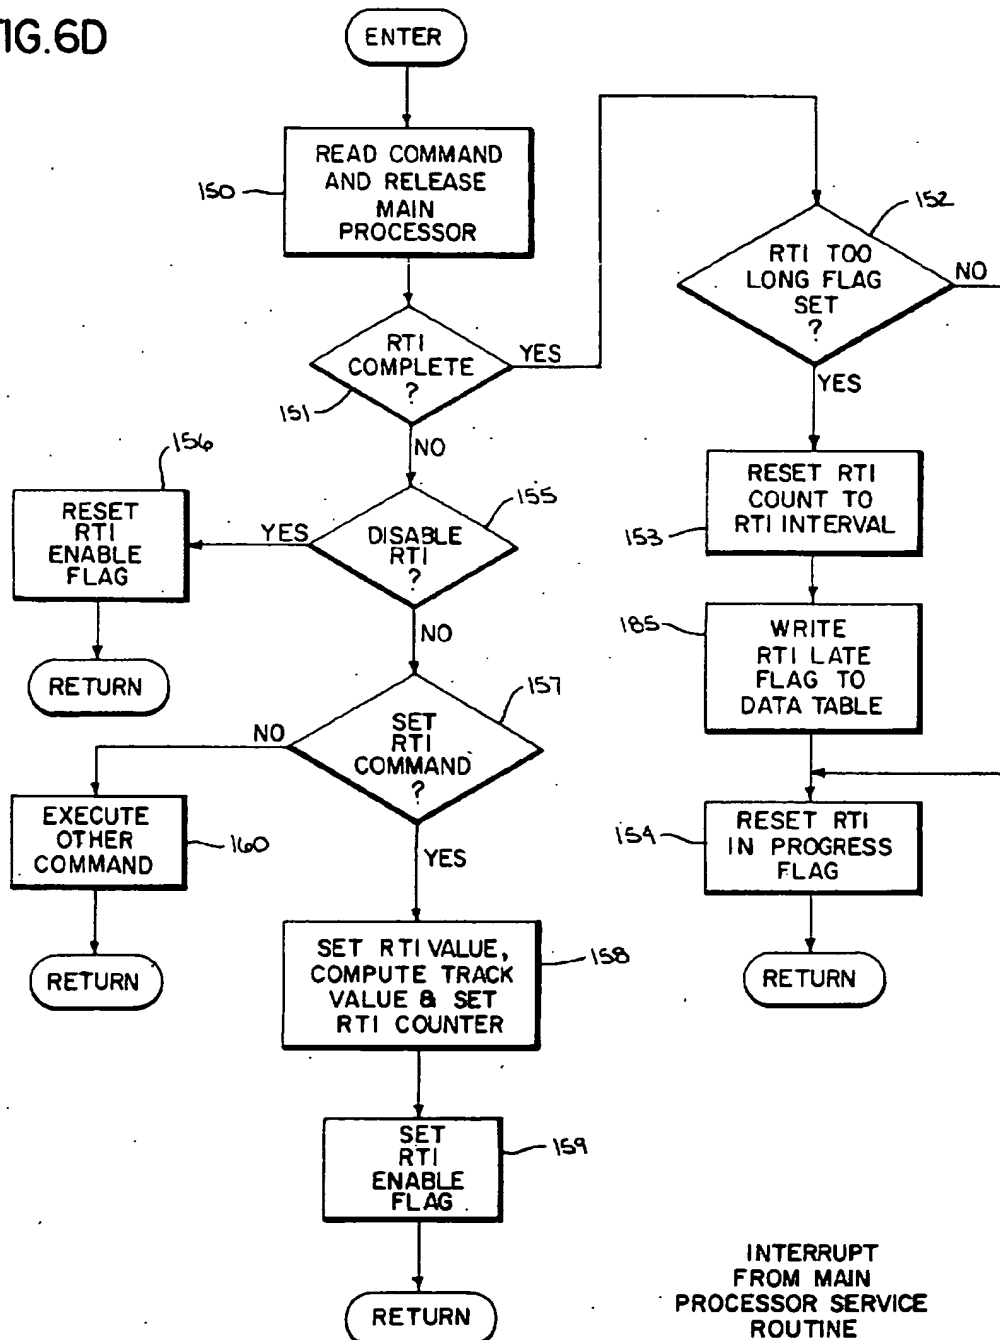 FIG.6D
ENTER
150
READ COMMAND
AND RELEASE
MAIN
PROCESSOR
RTI
COMPLETE
?
151
YES
NO
152
RTI TOO
LONG FLAG
SET
?
NO
YES
153
RESET RTI
COUNT TO
RTI INTERVAL
185
WRITE
RTI LATE
FLAG TO
DATA TABLE
154
RESET RTI
IN PROGRESS
FLAG
RETURN
155
DISABLE
RTI
?
YES
NO
156
RESET
RTI
ENABLE
FLAG
RETURN
157
SET
RTI
COMMAND
?
NO
YES
EXECUTE
OTHER
COMMAND
160
RETURN
SET RTI VALUE,
COMPUTE TRACK
VALUE & SET
RTI COUNTER
158
SET
RTI
ENABLE
FLAG
159
RETURN
INTERRUPT
FROM MAIN
PROCESSOR SERVICE
ROUTINE